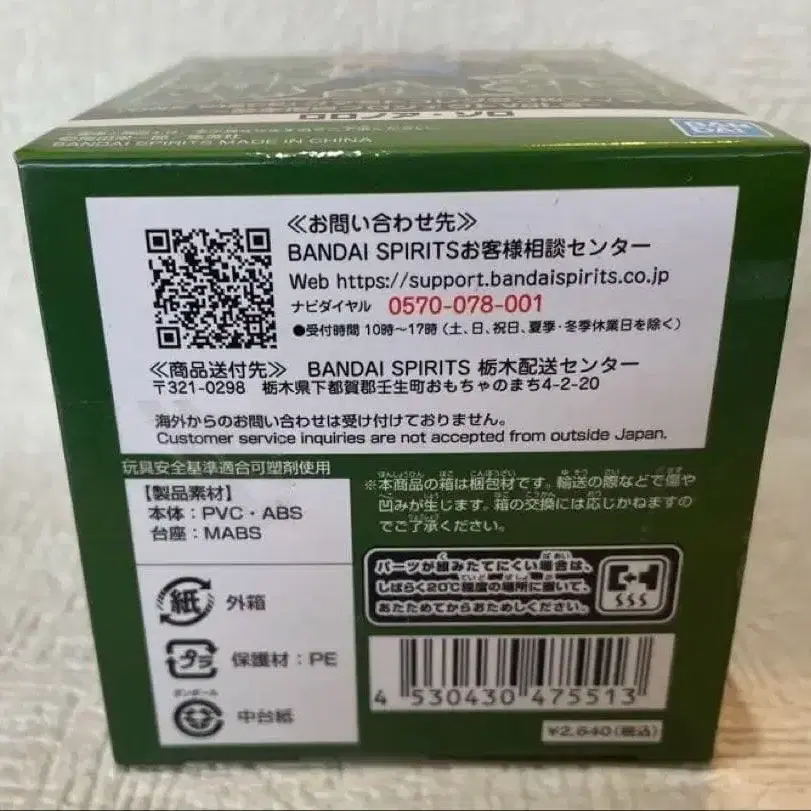 ロロノア・ゾロ
BANDAI SPIRITS MADE IN CHINA
BANDAI
≪お問い合わせ先≫
BANDAI SPIRITSお客様相談センター
Web https://support.bandaispirits.co.jp
ナビダイヤル 0570-078-001
●受付時間 10時〜17時(土、日、祝日、夏季・冬季休業日を除く)
≪商品送付先≫ BANDAI SPIRITS 栃木配送センター
〒321-0298 栃木県下都賀郡壬生町おもちゃのまち4-2-20
海外からのお問い合わせは受け付けておりません。
Customer service inquiries are not accepted from outside Japan.
玩具安全基準適合可塑剤使用
【製品素材】
本体:PVC・ABS
台座:MABS
紙 外箱
プラ 保護材:PE
ダンボール
中台紙
※本商品の箱は梱包材です。輸送の際などで傷や
凹みが生じます。箱の交換には応じかねますの
でご了承ください。
パーツが組みたてにくい場合は、
しばらく20℃程度の場所に置いて、
あたためてからおためしください。
4 530430 475513
¥2,640(税込)